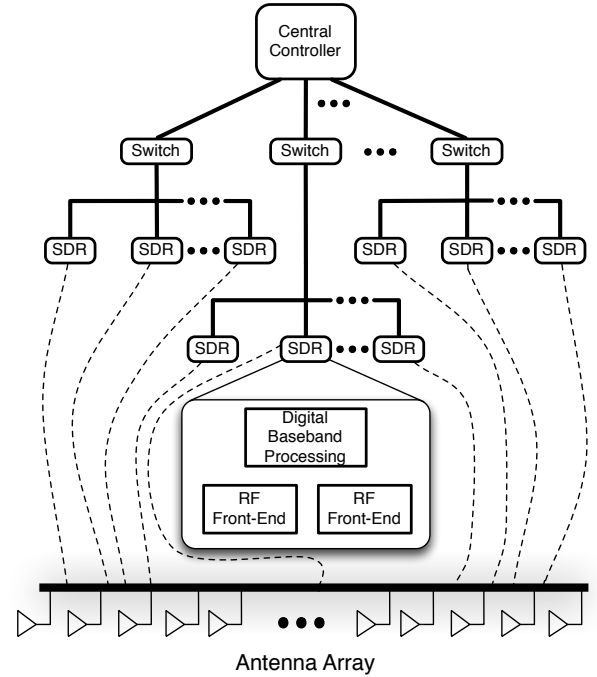 Central
Controller
Switch
Switch
Switch
SDR
SDR
SDR
SDR
SDR
SDR
SDR
SDR
SDR
Digital
Baseband
Processing
RF
Front-End
RF
Front-End
Antenna Array